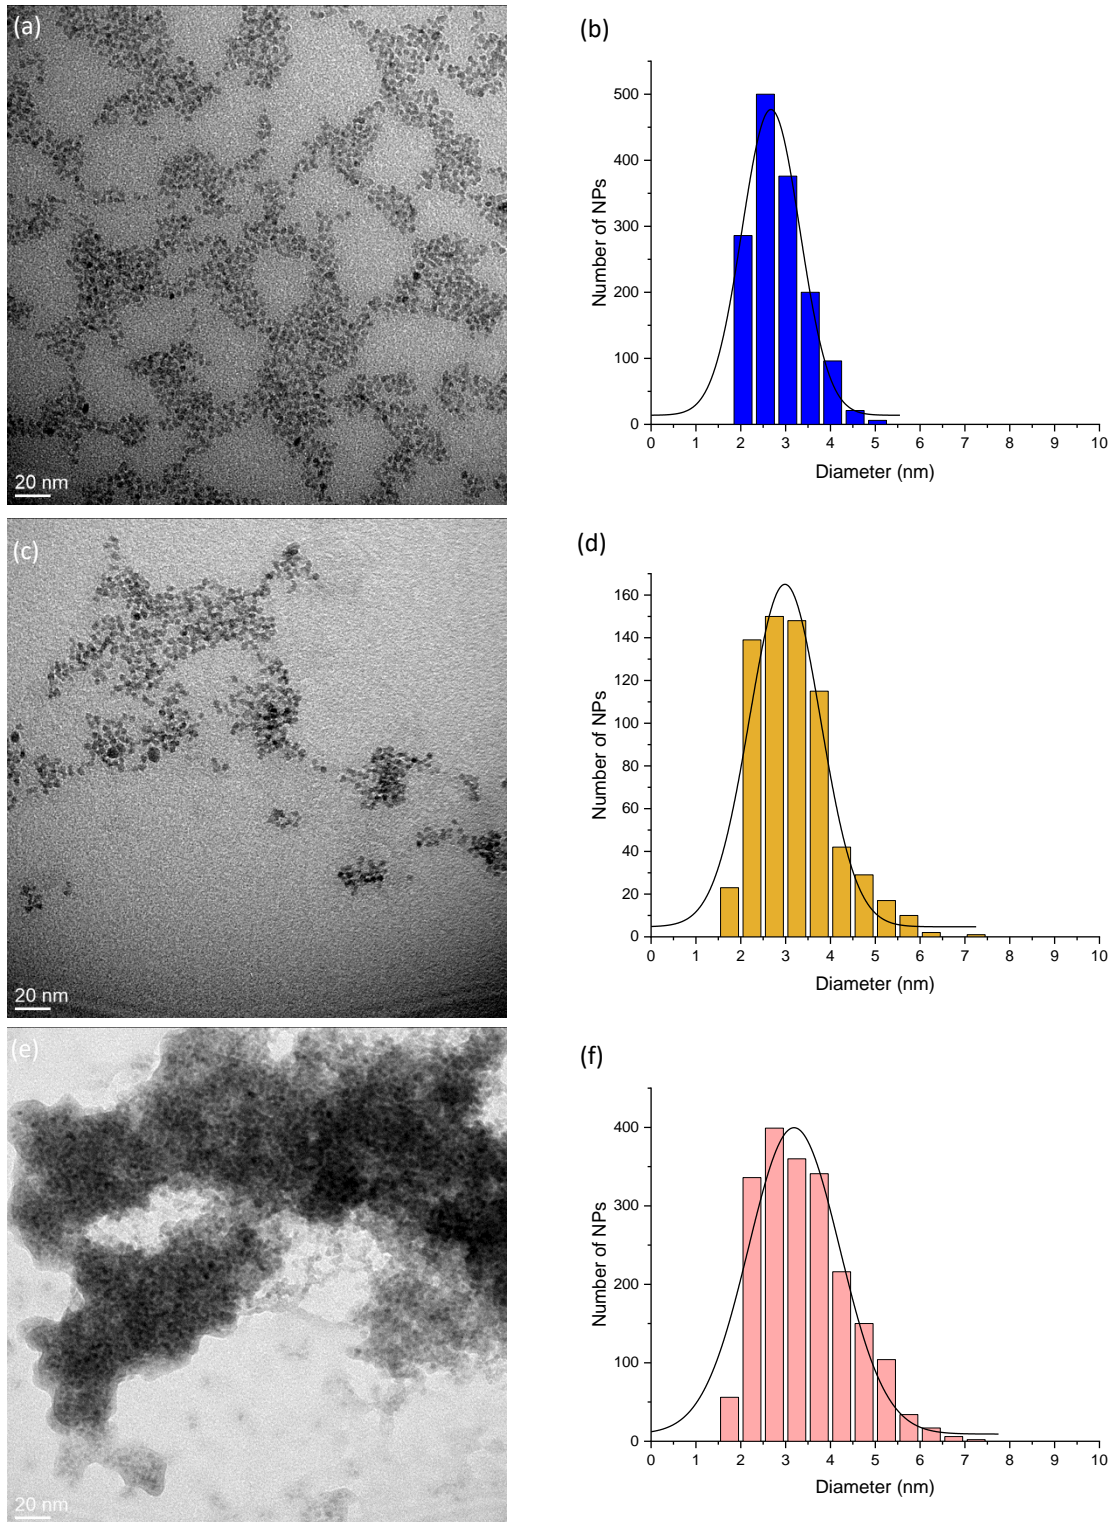 (a)
20 nm
(b)
500
400
300
200
100
0
Number of NPs
0 1 2 3 4 5 6 7 8 9 10
Diameter (nm)
(c)
20 nm
(d)
160
140
120
100
80
60
40
20
0
Number of NPs
0 1 2 3 4 5 6 7 8 9 10
Diameter (nm)
(e)
20 nm
(f)
400
300
200
100
0
Number of NPs
0 1 2 3 4 5 6 7 8 9 10
Diameter (nm)